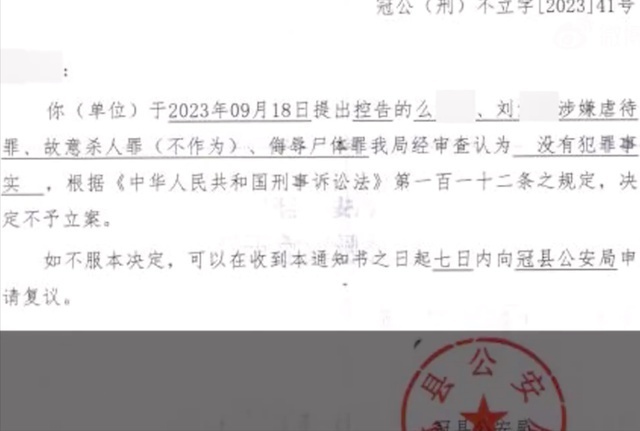 冠公（刑）不立字[2023]41号
：
你（单位）于2023年09月18日提出控告的么、刘涉嫌虐待
罪、故意杀人罪（不作为）、侮辱尸体罪我局经审查认为 没有犯罪事
实 ，根据《中华人民共和国刑事诉讼法》第一百一十二条之规定，决
定不予立案。
如不服本决定，可以在收到本通知书之日起七日内向冠县公安局申
请复议。
县公安
冠县公安局